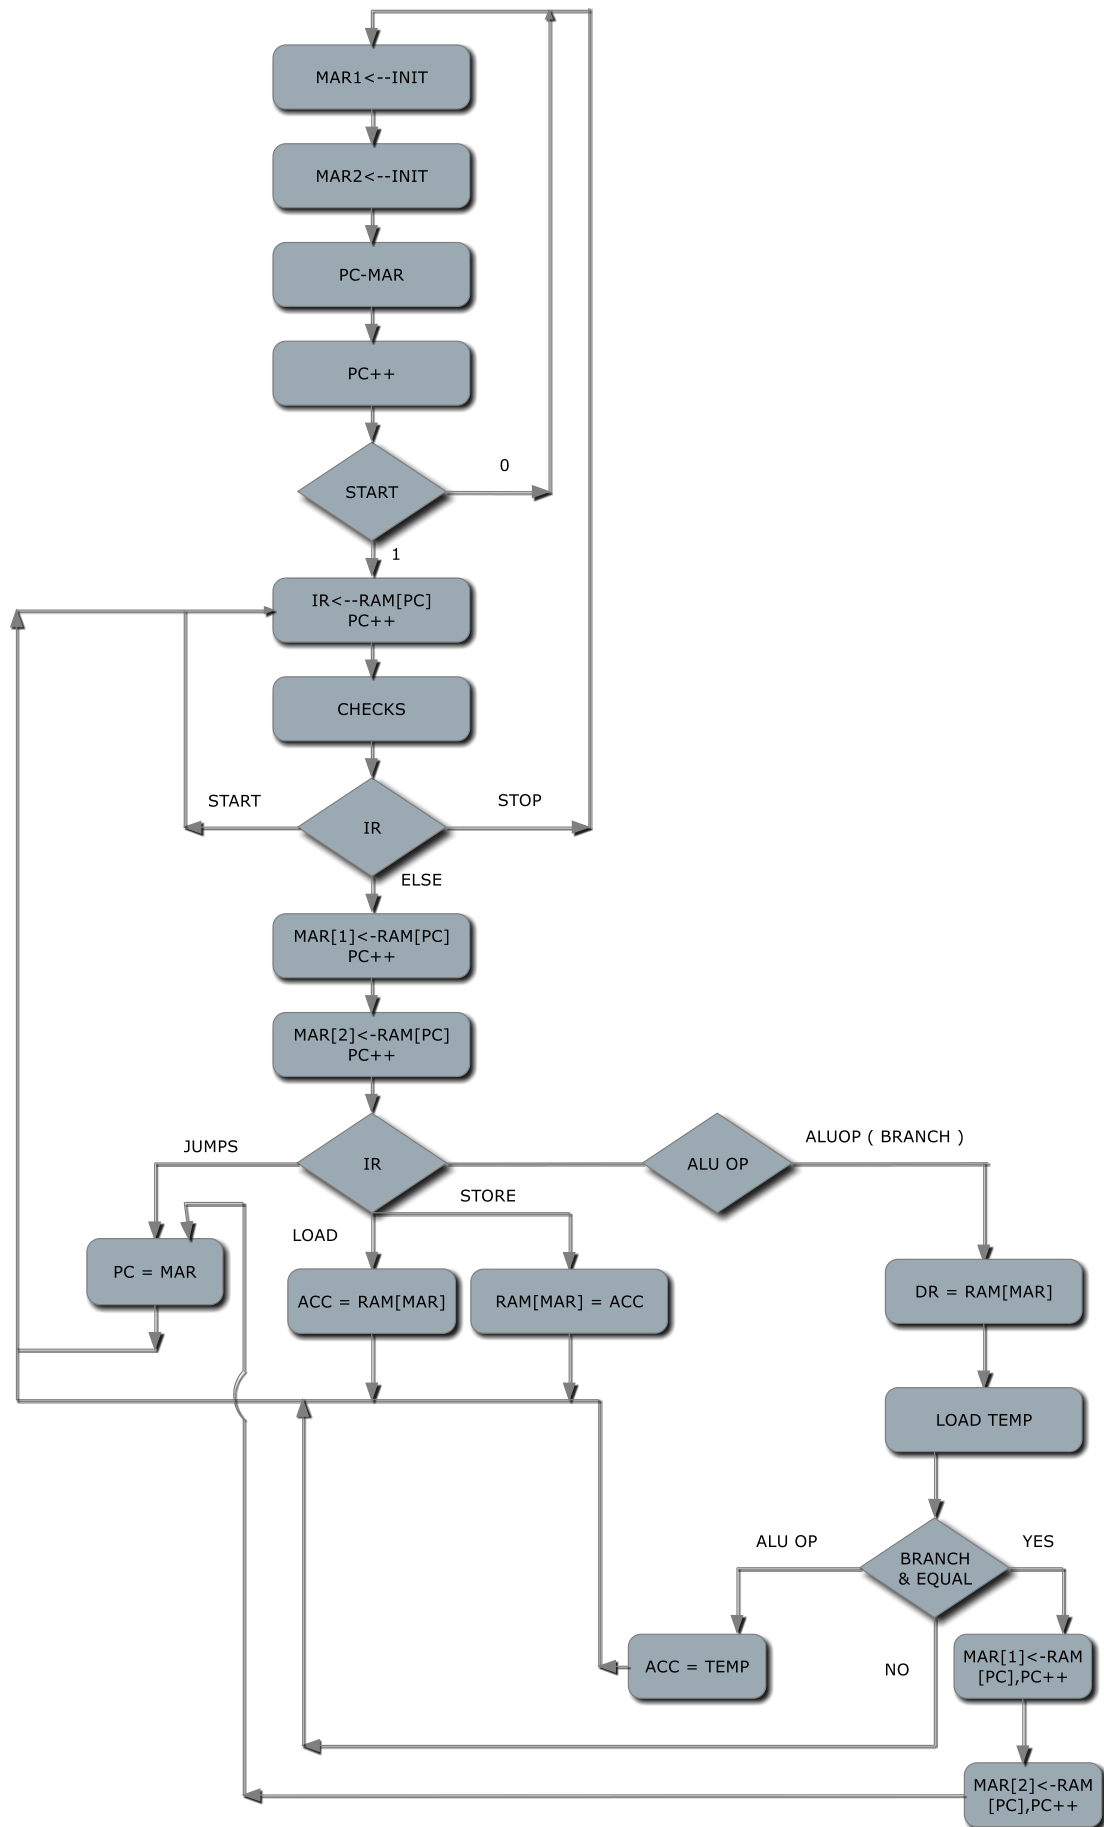 MAR1<--INIT
MAR2<--INIT
PC-MAR
PC++
START
0
1
IR<--RAM[PC]
PC++
CHECKS
START
IR
STOP
ELSE
MAR[1]<-RAM[PC]
PC++
MAR[2]<-RAM[PC]
PC++
JUMPS
IR
ALU OP
ALUOP ( BRANCH )
STORE
LOAD
PC = MAR
ACC = RAM[MAR]
RAM[MAR] = ACC
DR = RAM[MAR]
LOAD TEMP
ALU OP
BRANCH
& EQUAL
YES
ACC = TEMP
NO
MAR[1]<-RAM
[PC],PC++
MAR[2]<-RAM
[PC],PC++